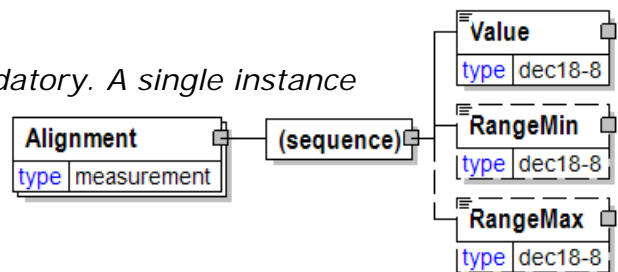 Value
type dec18-8
datory. A single instance
RangeMin
type dec18-8
Alignment
type measurement
(sequence)
RangeMax
type dec18-8